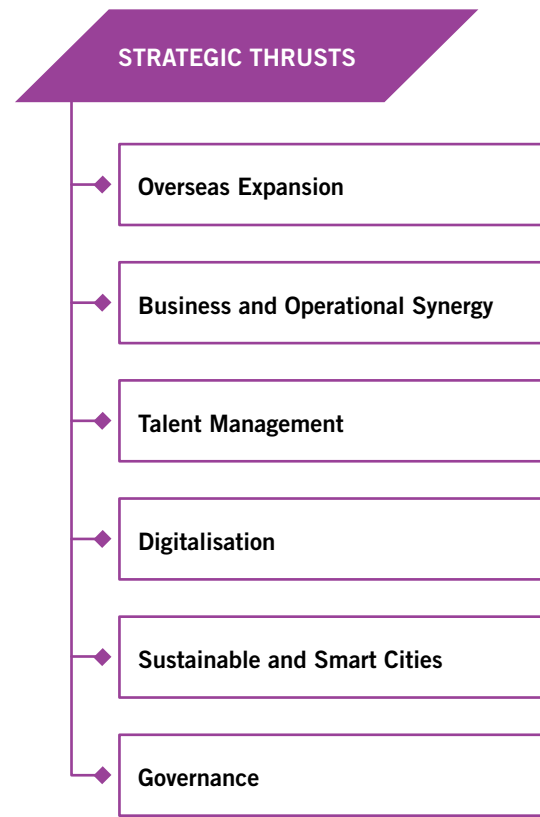 STRATEGIC THRUSTS
Overseas Expansion
Business and Operational Synergy
Talent Management
Digitalisation
Sustainable and Smart Cities
Governance